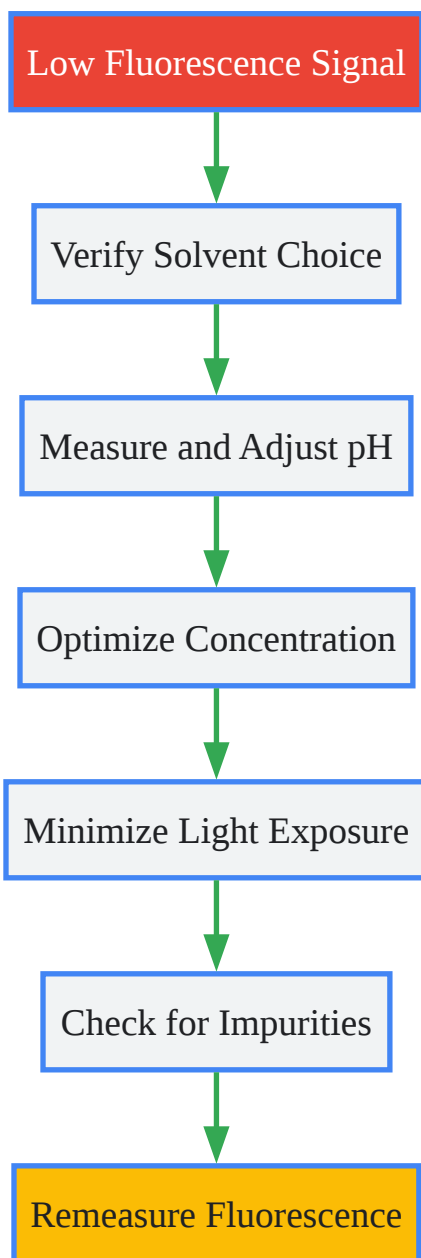 Low Fluorescence Signal
Verify Solvent Choice
Measure and Adjust pH
Optimize Concentration
Minimize Light Exposure
Check for Impurities
Remeasure Fluorescence